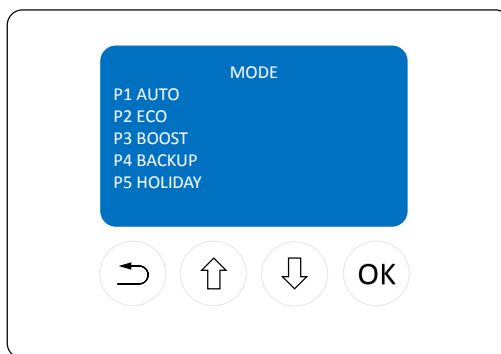 MODE
P1 AUTO
P2 ECO
P3 BOOST
P4 BACKUP
P5 HOLIDAY
OK